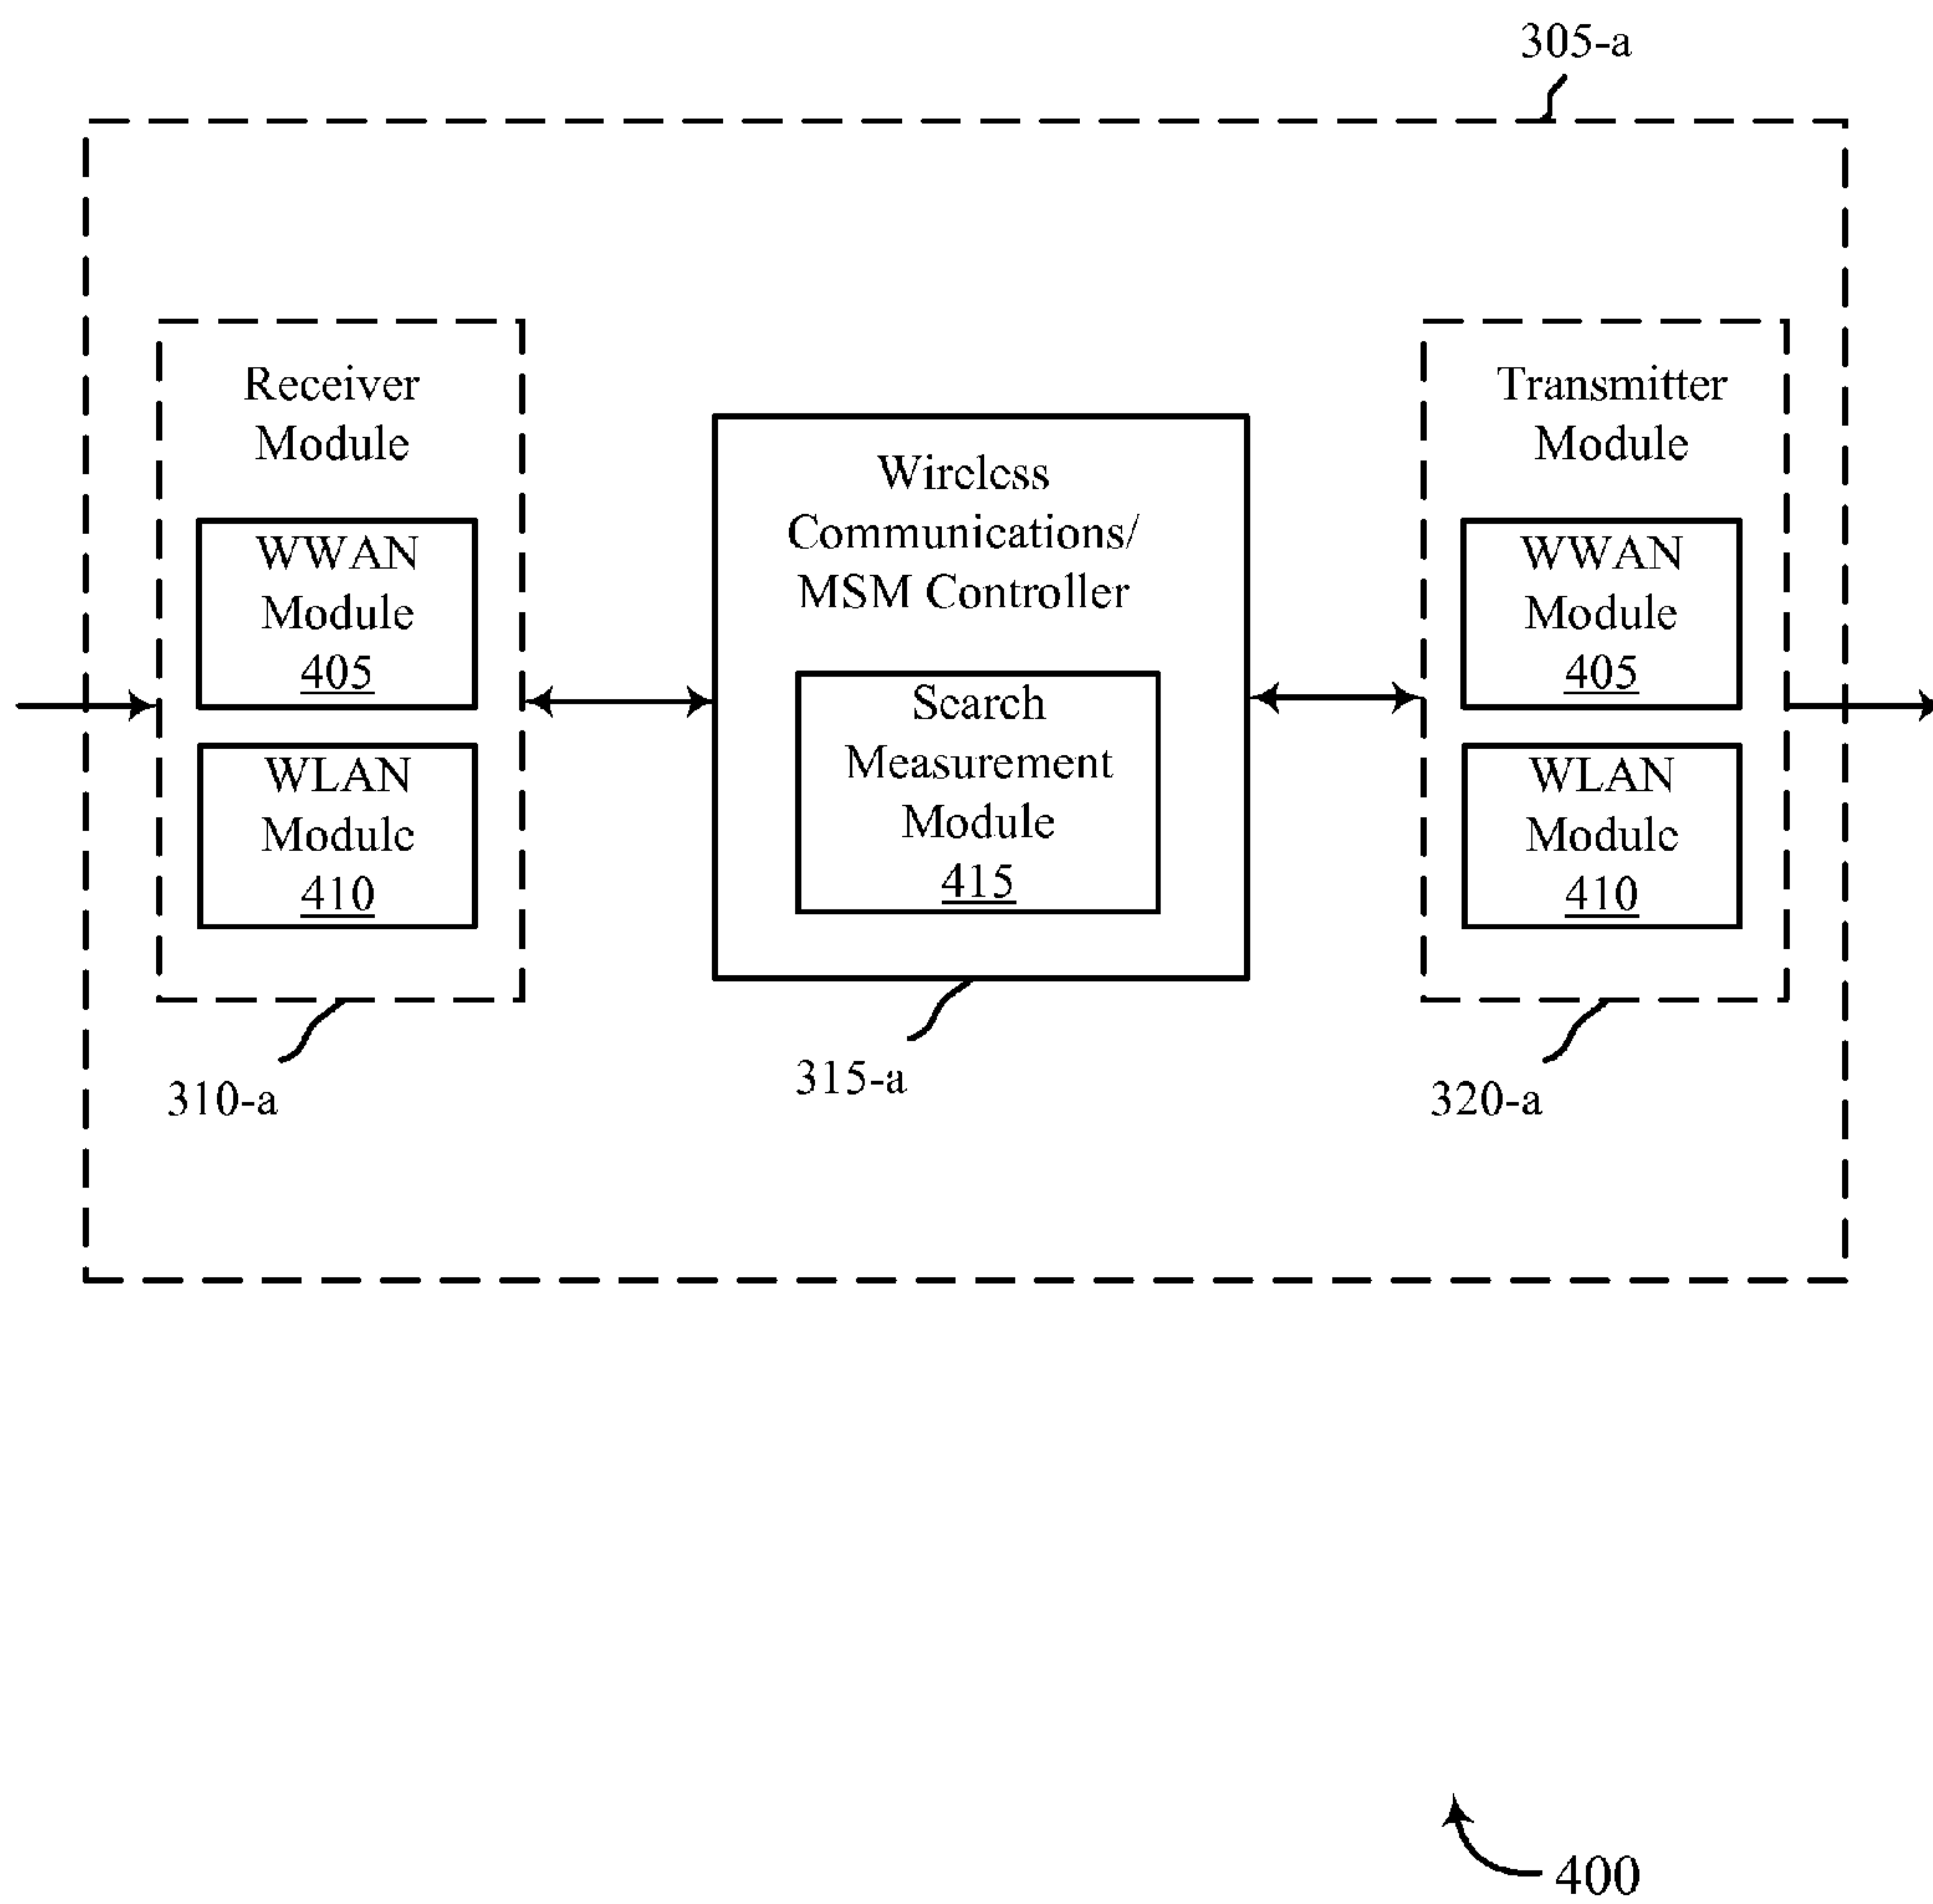 305-a
Receiver
Module
WWAN
Module
405
WLAN
Module
410
310-a
Wireless
Communications/
MSM Controller
Search
Measurement
Module
415
315-a
Transmitter
Module
WWAN
Module
405
WLAN
Module
410
320-a
400